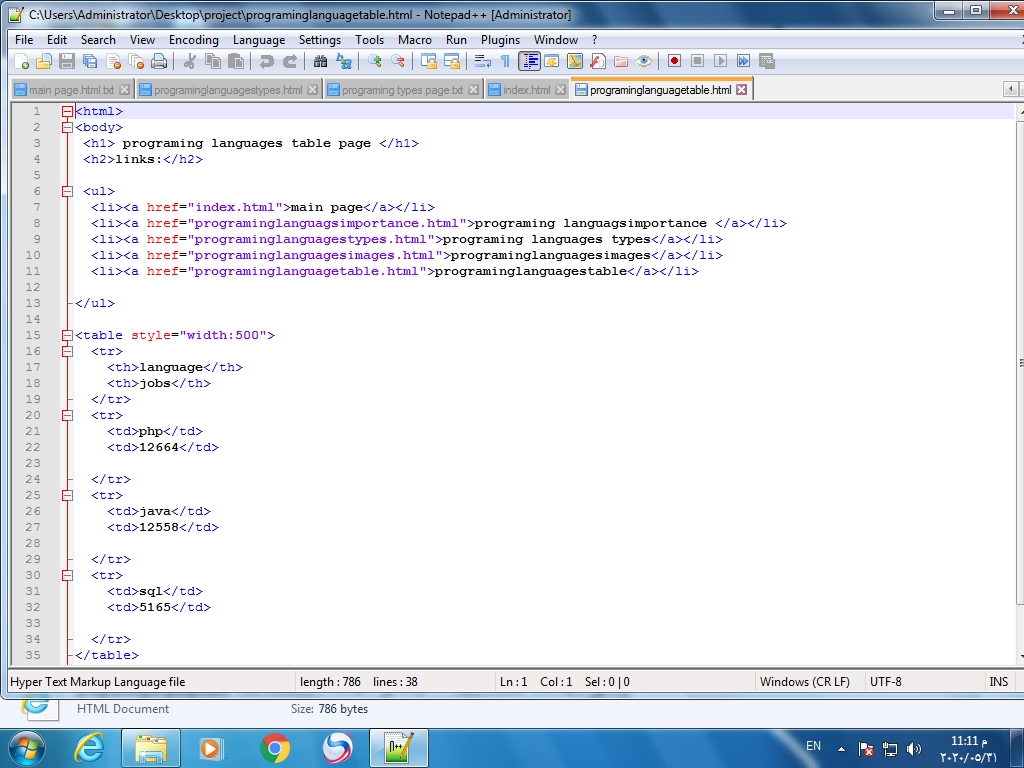 C:\Users\Administrator\Desktop\project\programinglanguagetable.html - Notepad++ [Administrator]
File Edit Search View Encoding Language Settings Tools Macro Run Plugins Window ?
main page.html.txt programinglanguagestypes.html programing types page.txt index.html programinglanguagetable.html
1 <html>
2 <body>
3 <h1> programing languages table page </h1>
4 <h2>links:</h2>
5
6 <ul>
7 <li><a href="index.html">main page</a></li>
8 <li><a href="programinglanguagsimportance.html">programing languagsimportance </a></li>
9 <li><a href="programinglanguagestypes.html">programing languages types</a></li>
10 <li><a href="programinglanguagesimages.html">programinglanguagesimages</a></li>
11 <li><a href="programinglanguagetable.html">programinglanguagestable</a></li>
12
13 </ul>
14
15 <table style="width:500">
16 <tr>
17 <th>language</th>
18 <th>jobs</th>
19 </tr>
20 <tr>
21 <td>php</td>
22 <td>12664</td>
23
24 </tr>
25 <tr>
26 <td>java</td>
27 <td>12558</td>
28
29 </tr>
30 <tr>
31 <td>sql</td>
32 <td>5165</td>
33
34 </tr>
35 </table>
Hyper Text Markup Language file length : 786 lines : 38 Ln : 1 Col : 1 Sel : 0 | 0 Windows (CR LF) UTF-8 INS
HTML Document Size: 786 bytes
EN 11:11 م
٢٠٢٠/٠٥/٣١